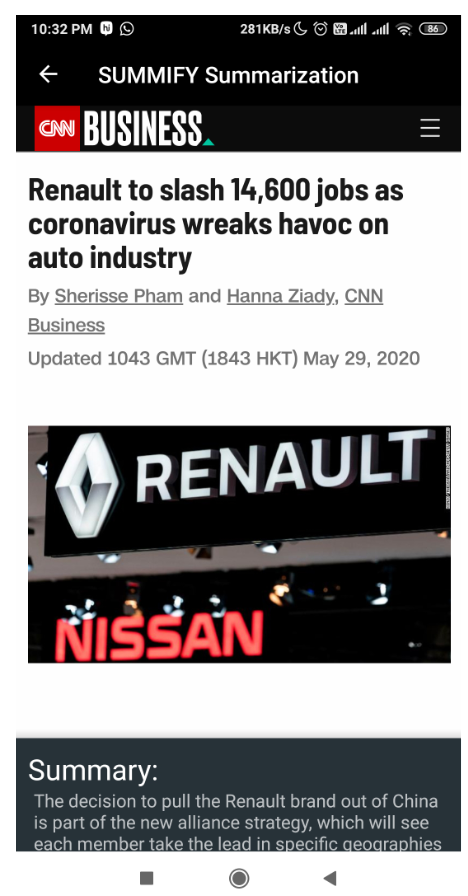 10:32 PM hi 281KB/s Vo LTE 86
SUMMIFY Summarization
CNN BUSINESS
Renault to slash 14,600 jobs as
coronavirus wreaks havoc on
auto industry
By Sherisse Pham and Hanna Ziady, CNN
Business
Updated 1043 GMT (1843 HKT) May 29, 2020
RENAULT
NISSAN
Summary:
The decision to pull the Renault brand out of China
is part of the new alliance strategy, which will see
each member take the lead in specific geographies